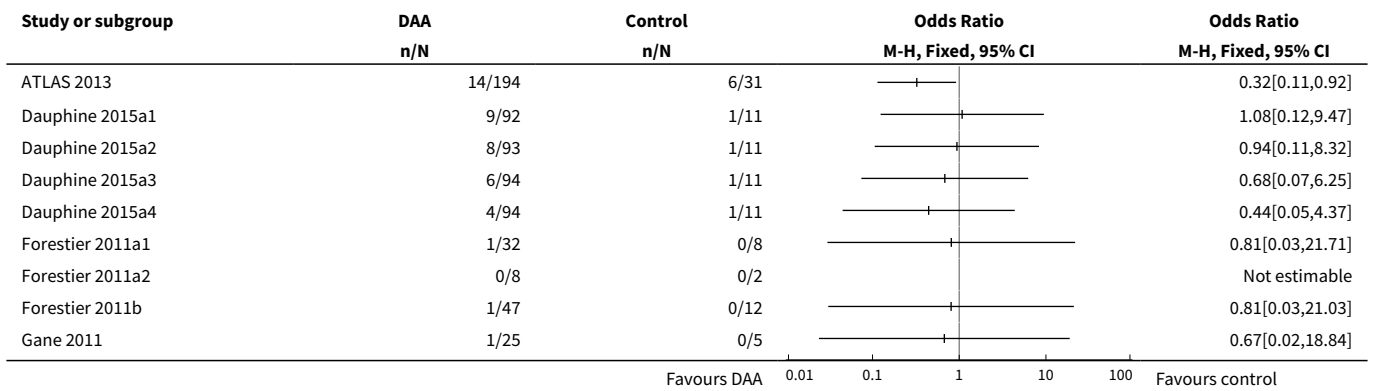 Study or subgroup DAA Control Odds Ratio Odds Ratio
n/N n/N M-H, Fixed, 95% CI M-H, Fixed, 95% CI
ATLAS 2013 14/194 6/31 0.32[0.11,0.92]
Dauphine 2015a1 9/92 1/11 1.08[0.12,9.47]
Dauphine 2015a2 8/93 1/11 0.94[0.11,8.32]
Dauphine 2015a3 6/94 1/11 0.68[0.07,6.25]
Dauphine 2015a4 4/94 1/11 0.44[0.05,4.37]
Forestier 2011a1 1/32 0/8 0.81[0.03,21.71]
Forestier 2011a2 0/8 0/2 Not estimable
Forestier 2011b 1/47 0/12 0.81[0.03,21.03]
Gane 2011 1/25 0/5 0.67[0.02,18.84]
Favours DAA 0.01 0.1 1 10 100 Favours control